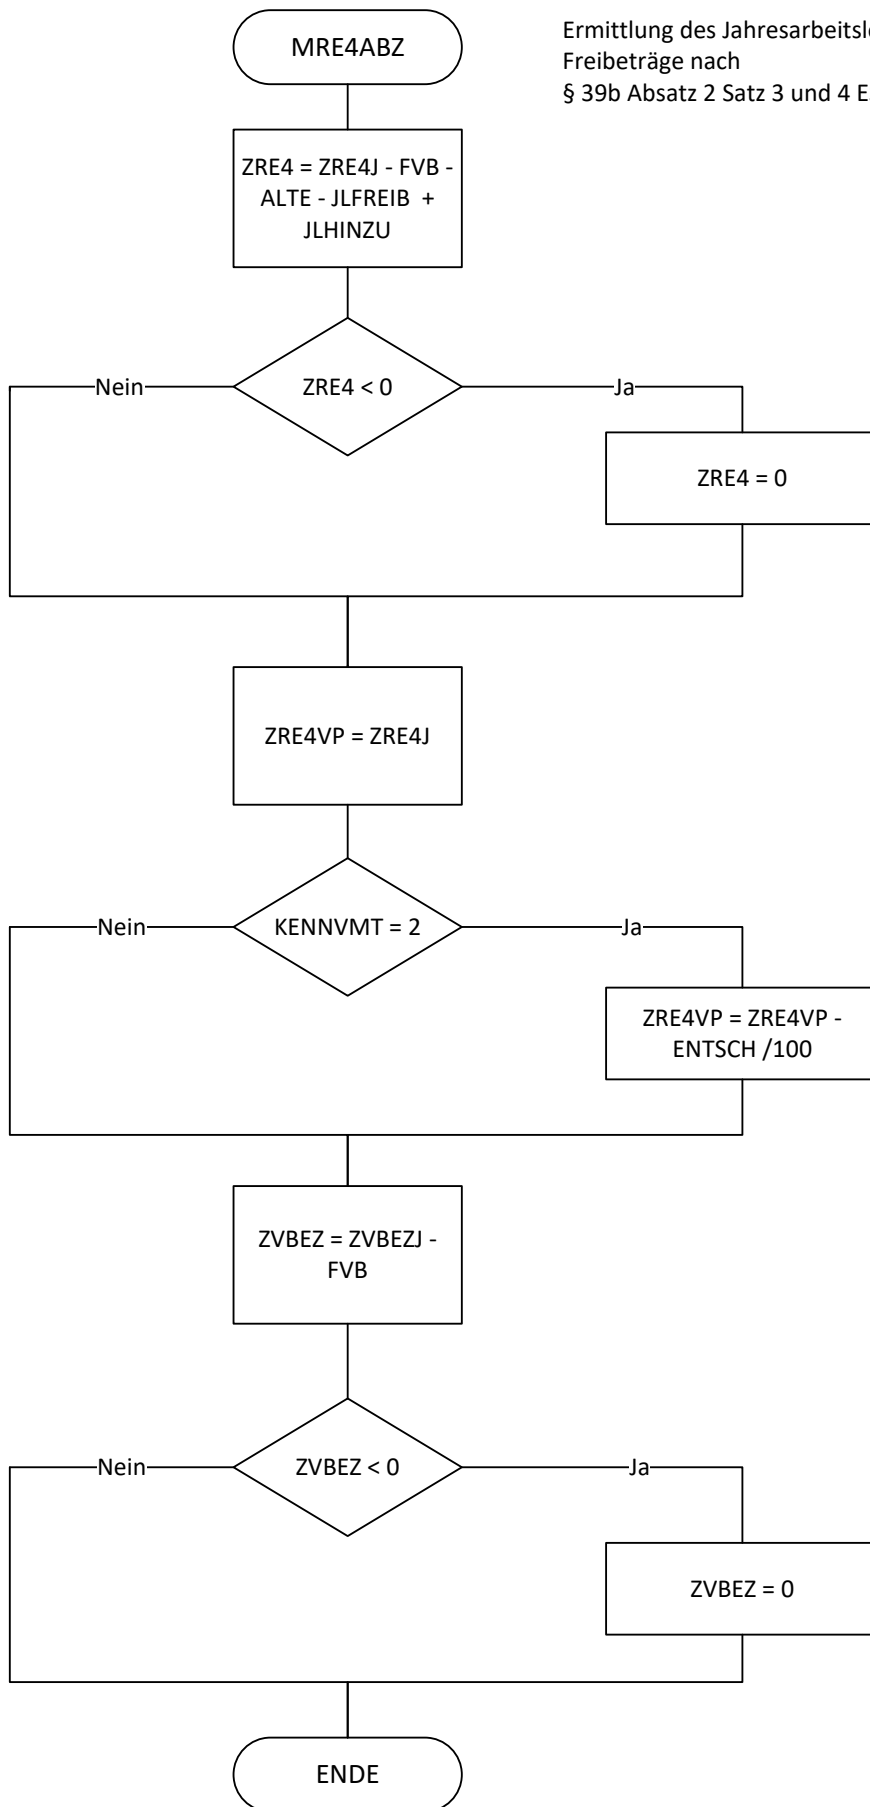 MRE4ABZ
Ermittlung des
Freibeträge nach
§ 39b Absatz 2 Satz 3 und 4
ZRE4 = ZRE4J - FVB -
ALTE - JLFREIB +
JLHINZU
ZRE4 < 0
Nein
Ja
ZRE4 = 0
ZRE4VP = ZRE4J
KENNVMT = 2
Nein
Ja
ZRE4VP = ZRE4VP -
ENTSCH /100
ZVBEZ = ZVBEZJ -
FVB
ZVBEZ < 0
Nein
Ja
ZVBEZ = 0
ENDE